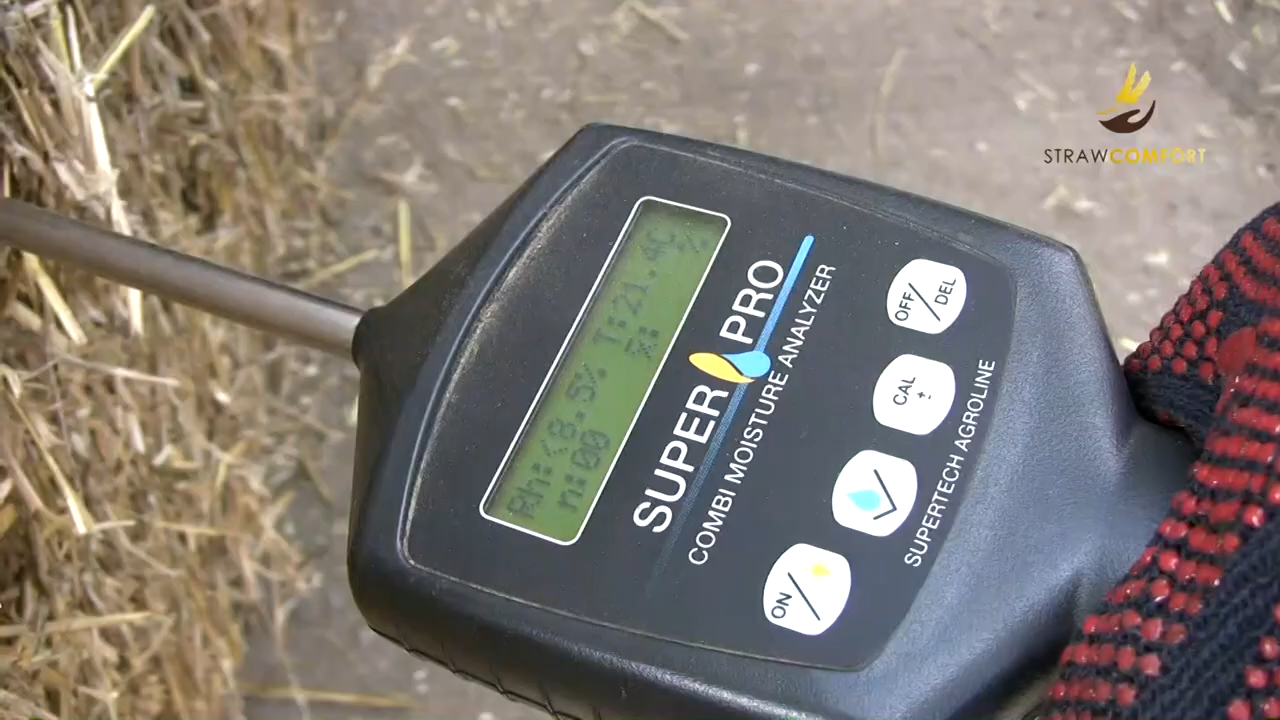 STRAWCOMFORT
Rh:<8.5% T:21.4C
n:00 x̅: %
SUPER PRO
COMBI MOISTURE ANALYZER
ON
CAL
±
OFF/DEL
SUPERTECH AGROLINE